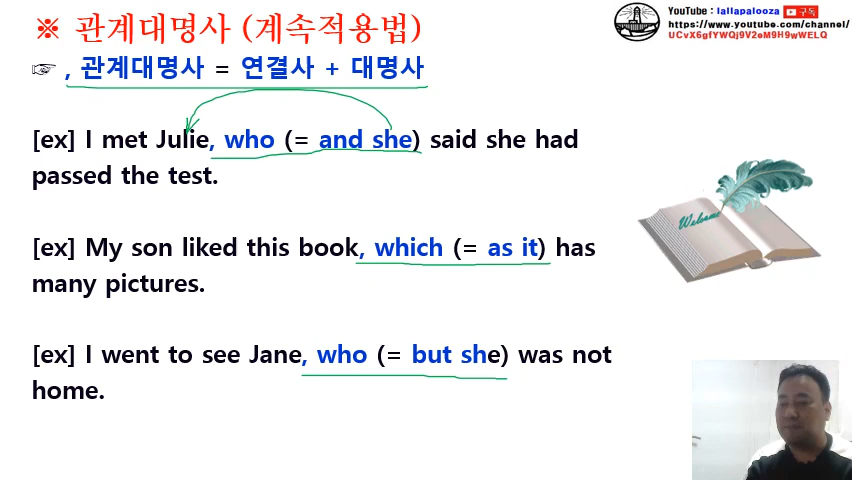 ※ 관계대명사 (계속적용법)
YouTube : lallapalooza 구독
https://www.youtube.com/channel/
UCvX6gfYWQj9V2eM9H9wWELQ
☞ , 관계대명사 = 연결사 + 대명사
[ex] I met Julie, who (= and she) said she had
passed the test.
[ex] My son liked this book, which (= as it) has
many pictures.
[ex] I went to see Jane, who (= but she) was not
home.
Welcome